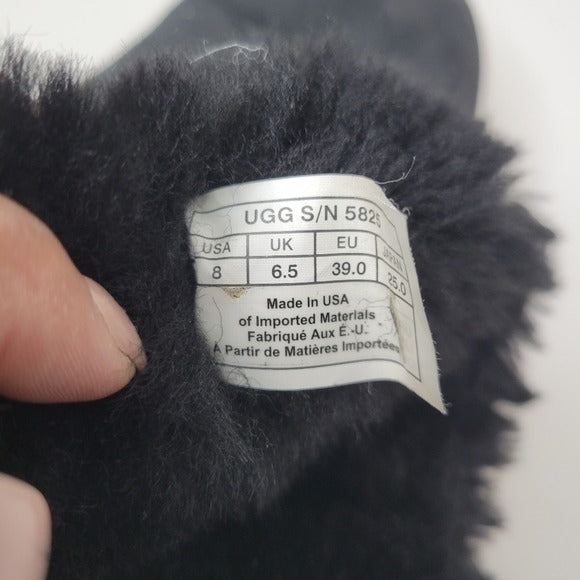 UGG S/N 5825
USA UK EU JAPAN
8 6.5 39.0 25.0
Made In USA
of Imported Materials
Fabriqué Aux É.-U.
A Partir de Matières Importées